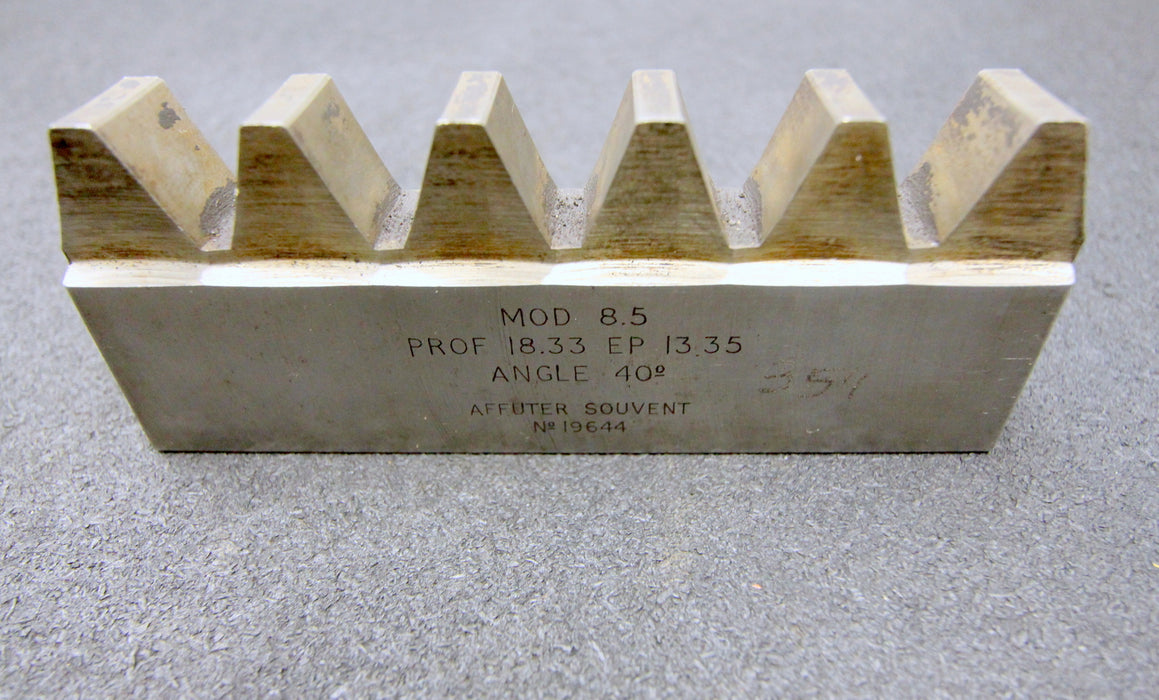 MOD 8.5
PROF 18.33 EP 13.35
ANGLE 40º
AFFUTER SOUVENT
Nº 19644